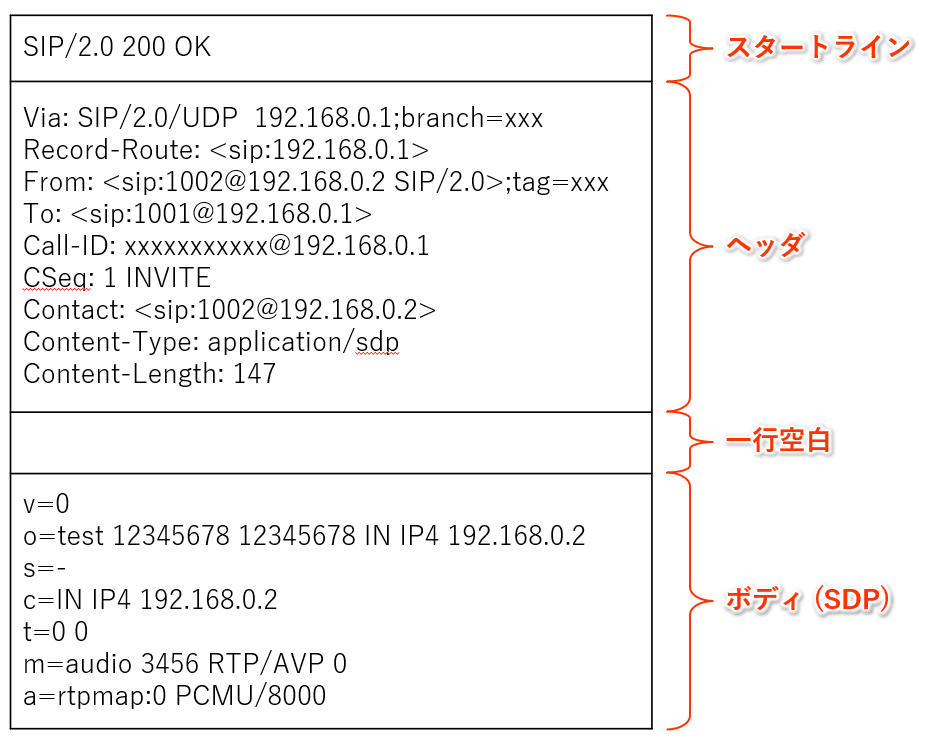 SIP/2.0 200 OK
スタートライン
Via: SIP/2.0/UDP  192.168.0.1;branch=xxx
Record-Route: <sip:192.168.0.1>
From: <sip:1002@192.168.0.2 SIP/2.0>;tag=xxx
To: <sip:1001@192.168.0.1>
Call-ID: xxxxxxxxxxx@192.168.0.1
CSeq: 1 INVITE
Contact: <sip:1002@192.168.0.2>
Content-Type: application/sdp
Content-Length: 147
ヘッダ
一行空白
v=0
o=test 12345678 12345678 IN IP4 192.168.0.2
s=-
c=IN IP4 192.168.0.2
t=0 0
m=audio 3456 RTP/AVP 0
a=rtpmap:0 PCMU/8000
ボディ (SDP)